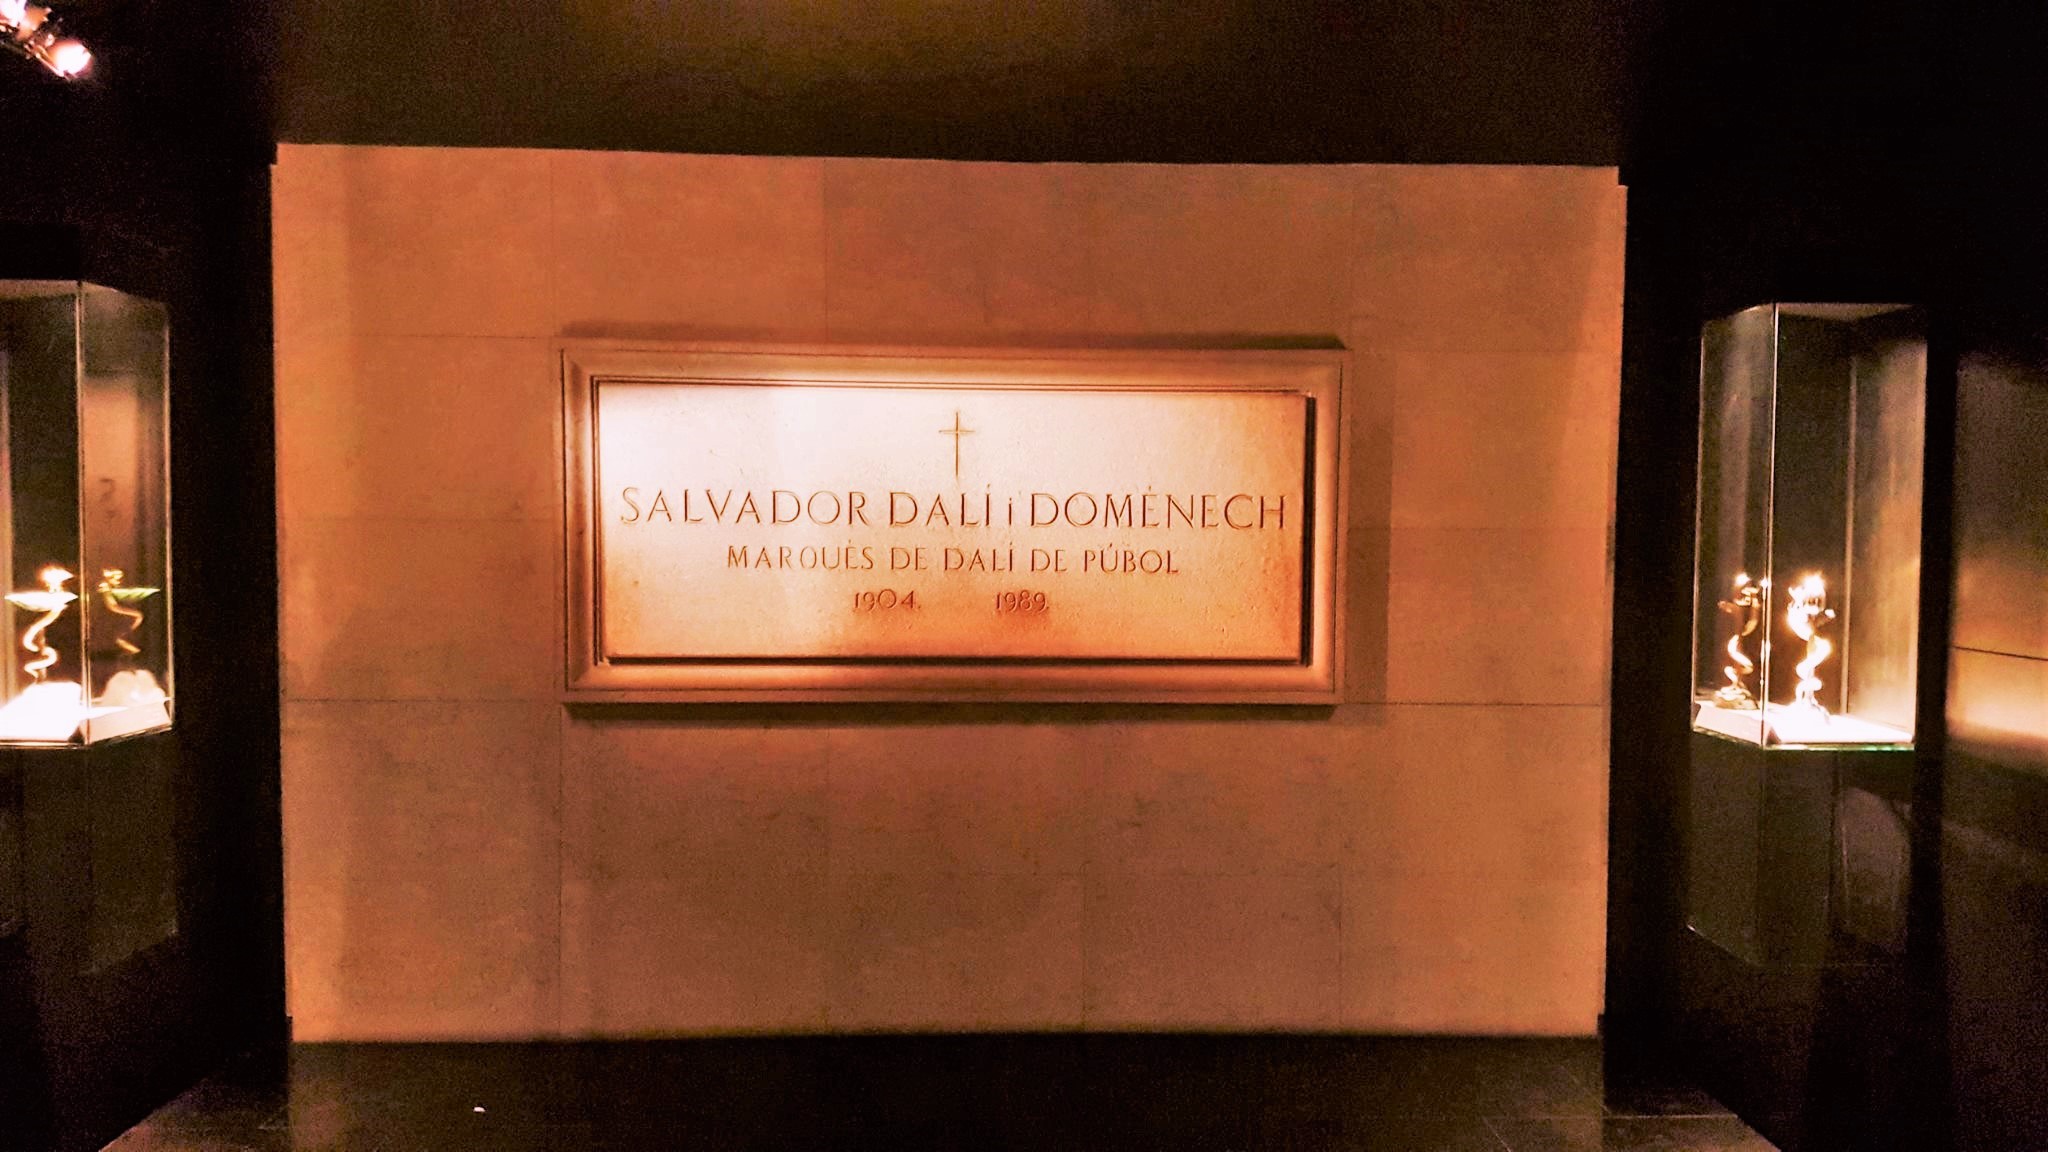 SALVADOR DALÍ i DOMÈNECH
MARQUÈS DE DALÍ DE PÚBOL
1904. 1989.